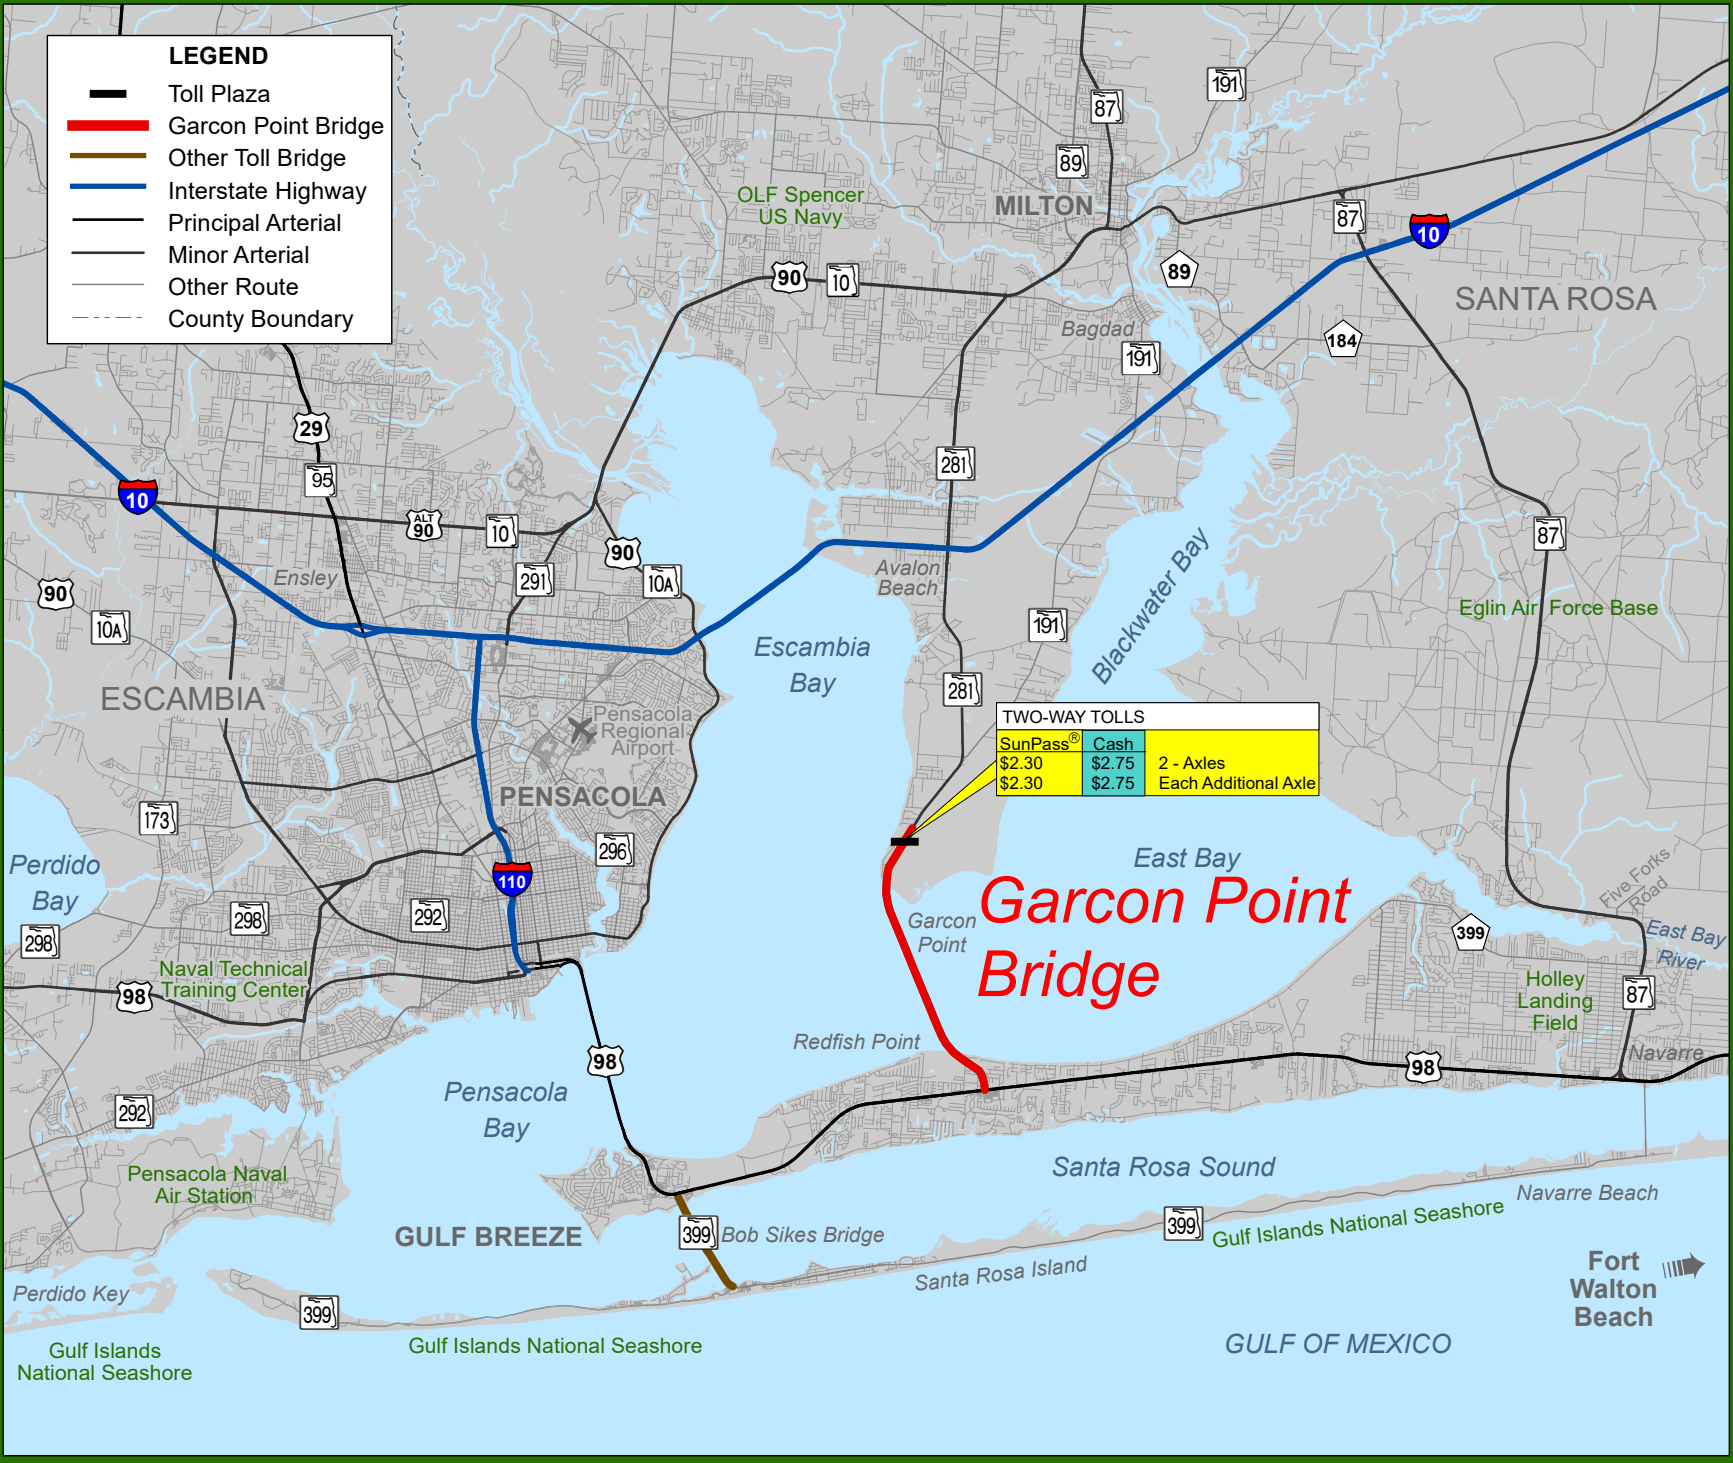 LEGEND
Toll Plaza
Garcon Point Bridge
Other Toll Bridge
Interstate Highway
Principal Arterial
Minor Arterial
Other Route
County Boundary
191
87
89
MILTON
OLF Spencer
US Navy
87
10
90
10
89
SANTA ROSA
Bagdad
191
184
29
95
281
10
ALT
90
10
90
87
291
10A
Ensley
Avalon
Beach
90
10A
191
Eglin Air Force Base
Escambia
Bay
Blackwater Bay
ESCAMBIA
281
Pensacola
Regional
Airport
TWO-WAY TOLLS
SunPass® Cash
$2.30 $2.75 2 - Axles
$2.30 $2.75 Each Additional Axle
PENSACOLA
173
296
Perdido
Bay
110
East Bay
Garcon Point
Bridge
Five Forks
Road
298
298
292
Garcon
Point
399
East Bay
River
Naval Technical
Training Center
98
Holley
Landing
Field
87
Redfish Point
Navarre
98
98
Pensacola
Bay
292
Pensacola Naval
Air Station
Santa Rosa Sound
GULF BREEZE
399
Bob Sikes Bridge
399
Gulf Islands National Seashore
Navarre Beach
Santa Rosa Island
Fort
Walton
Beach
Perdido Key
399
Gulf Islands
National Seashore
Gulf Islands National Seashore
GULF OF MEXICO